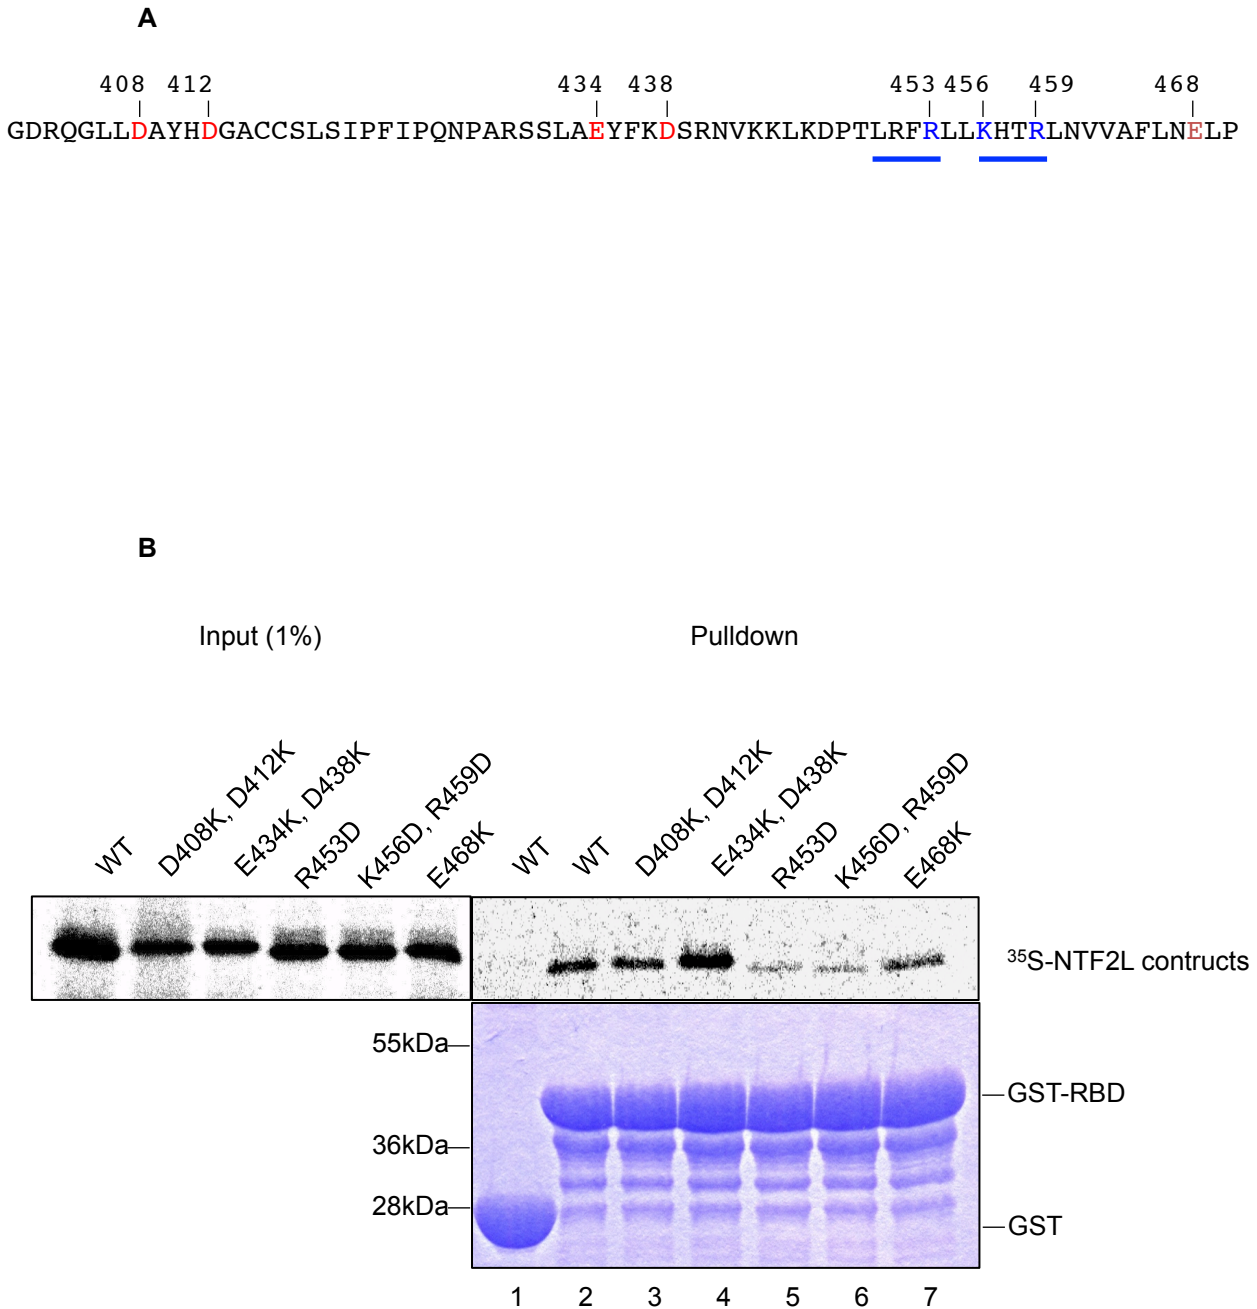 A
408 412 434 438 453 456 459 468
GDRQGLLDAYHDGACCSLSIPFIPQNPARSSLAEYFKDSRNVKKLKDPTLRFRLLKHTRLNVVAFLNELP
B
Input (1%) Pulldown
WT D408K, D412K E434K, D438K R453D K456D, R459D E468K WT WT D408K, D412K E434K, D438K R453D K456D, R459D E468K
35S-NTF2L contructs
55kDa
GST-RBD
36kDa
28kDa
GST
1 2 3 4 5 6 7